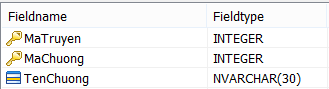 Fieldname Fieldtype
MaTruyen INTEGER
MaChuong INTEGER
TenChuong NVARCHAR(30)